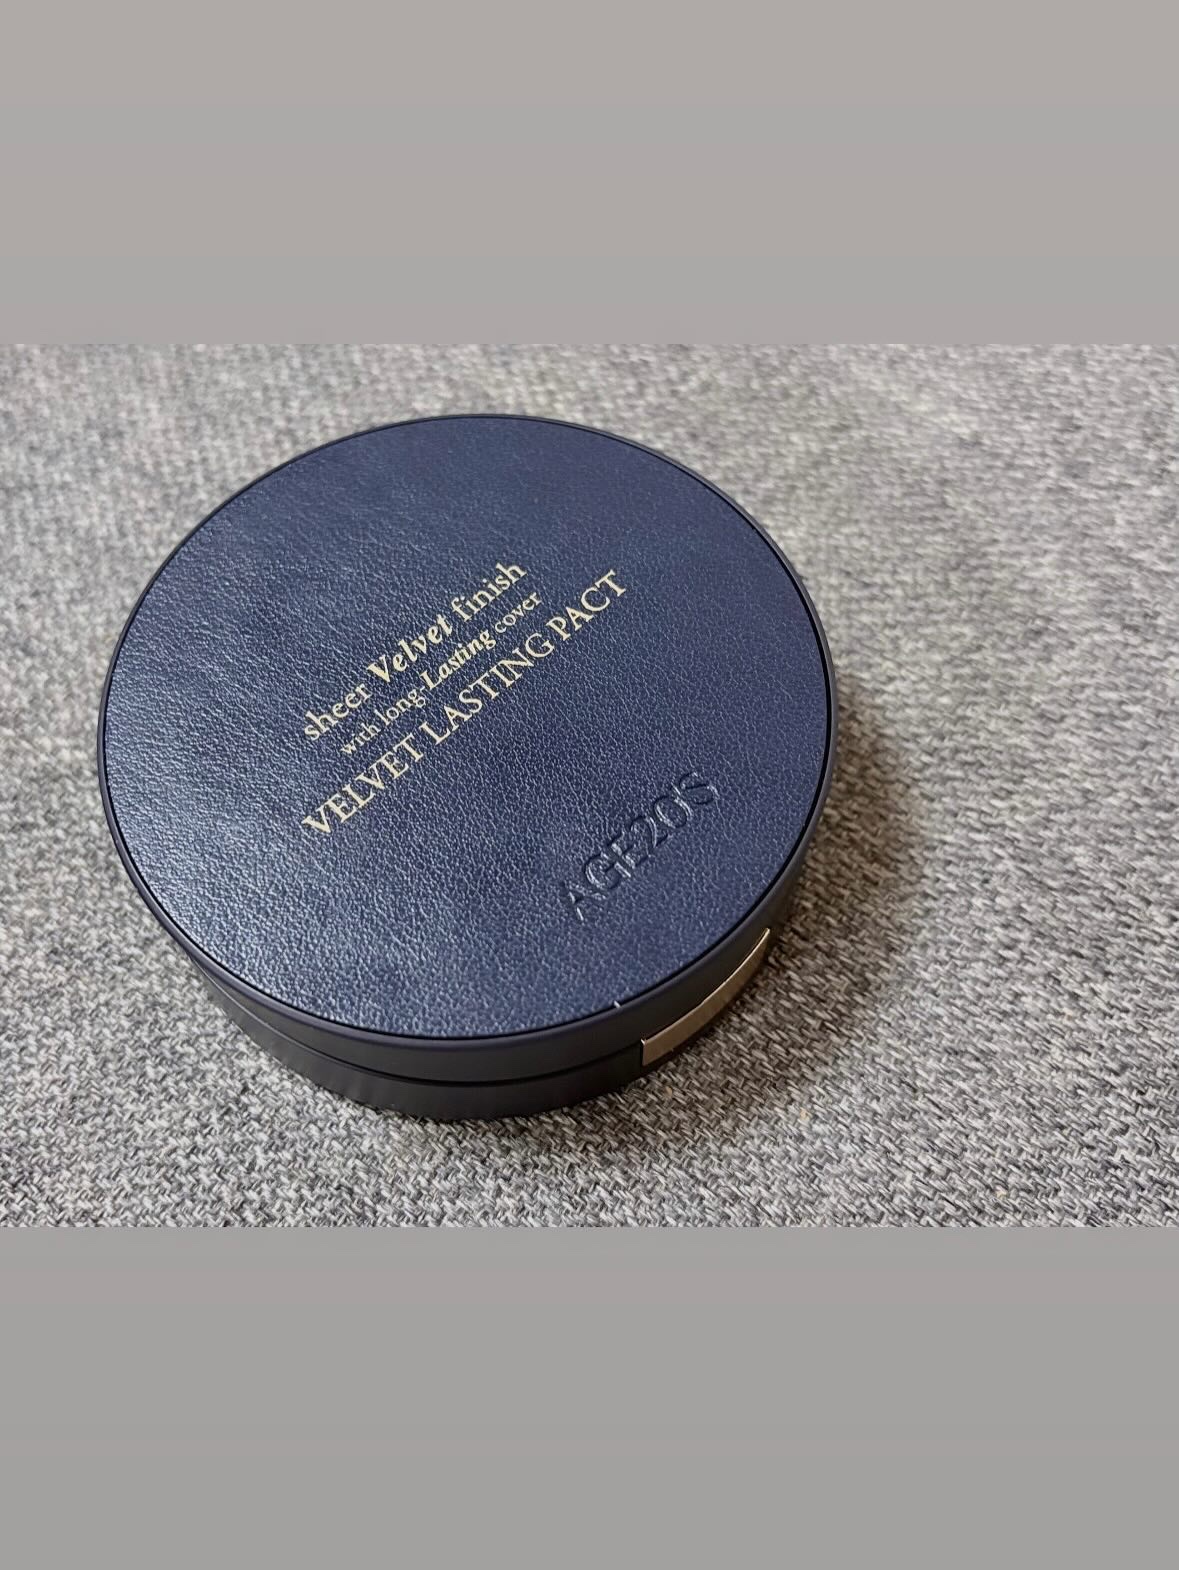 sheer Velvet finish
with long-Lasting cover
VELVET LASTING PACT
AGE20'S